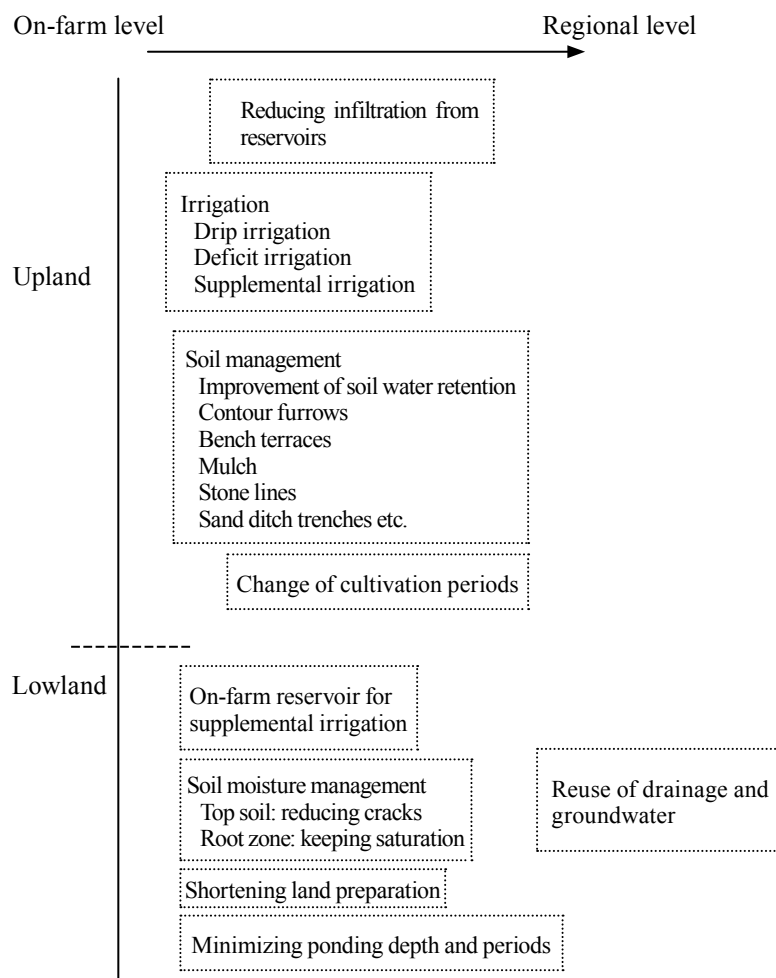 On-farm level
Regional level
Reducing infiltration from
reservoirs
Irrigation
Drip irrigation
Deficit irrigation
Supplemental irrigation
Upland
Soil management
Improvement of soil water retention
Contour furrows
Bench terraces
Mulch
Stone lines
Sand ditch trenches etc.
Change of cultivation periods
Lowland
On-farm reservoir for
supplemental irrigation
Soil moisture management
Top soil: reducing cracks
Root zone: keeping saturation
Reuse of drainage and
groundwater
Shortening land preparation
Minimizing ponding depth and periods